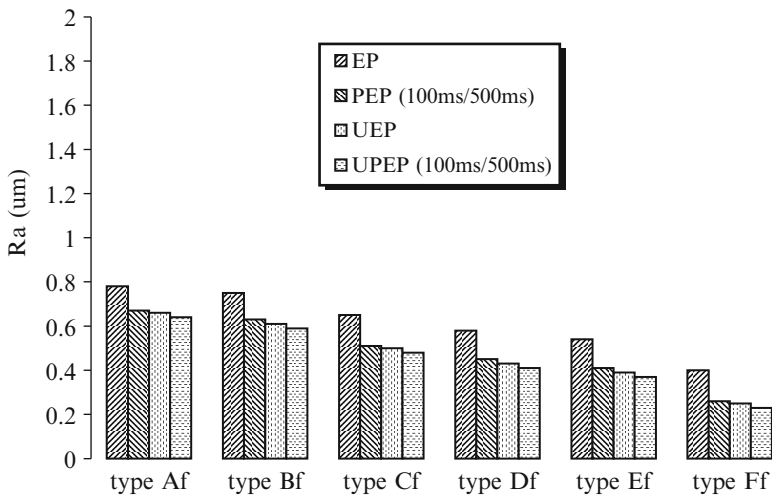 2
1.8
1.6
1.4
1.2
1
0.8
0.6
0.4
0.2
0
Ra (um)
EP
PEP (100ms/500ms)
UEP
UPEP (100ms/500ms)
type Af type Bf type Cf type Df type Ef type Ff